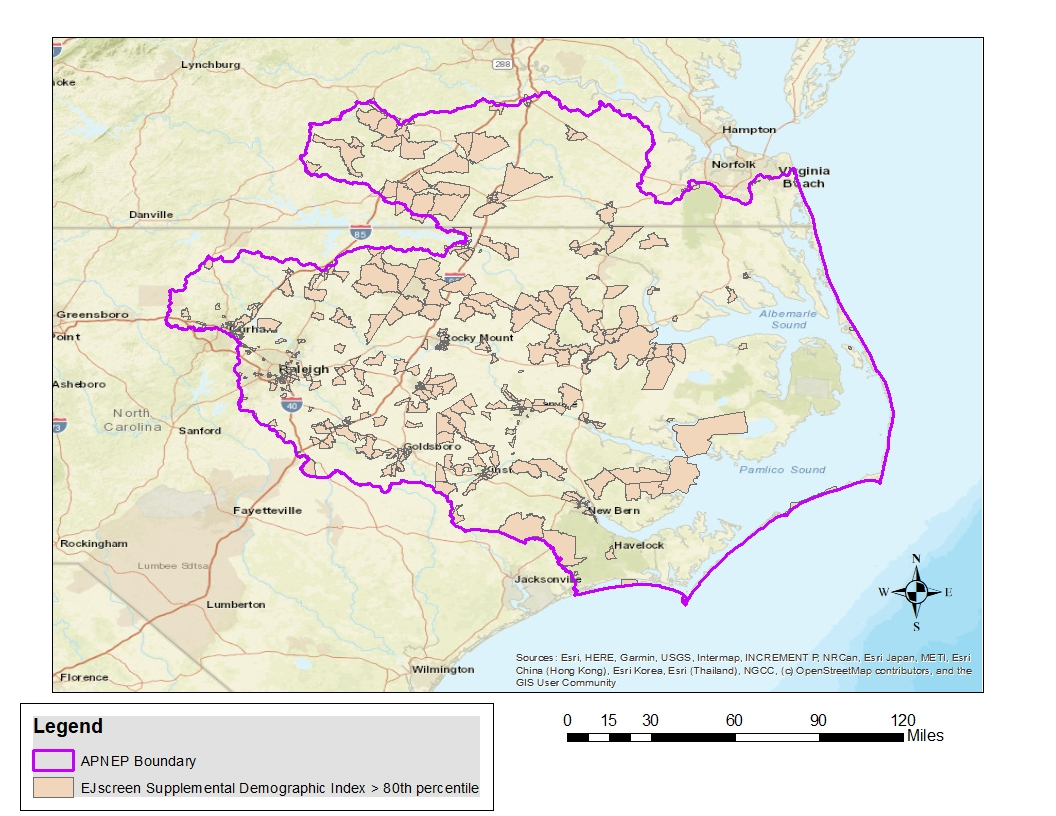 Lynchburg
288
oke
Hampton
Norfolk
Virginia
Beach
Danville
85
Greensboro
Point
Durham
Rocky Mount
Albemarle
Sound
Raleigh
Asheboro
40
North
Carolina
Sanford
Goldsboro
Kinst
Pamlico Sound
Fayetteville
New Bern
Rockingham
Havelock
Lumbee Sdtsa
Jacksonville
Lumberton
N
W
E
S
Wilmington
Florence
Sources: Esri, HERE, Garmin, USGS, Intermap, INCREMENT P, NRCan, Esri Japan, METI, Esri
China (Hong Kong), Esri Korea, Esri (Thailand), NGCC, (c) OpenStreetMap contributors, and the
GIS User Community
Legend
APNEP Boundary
EJscreen Supplemental Demographic Index > 80th percentile
0 15 30 60 90 120
Miles